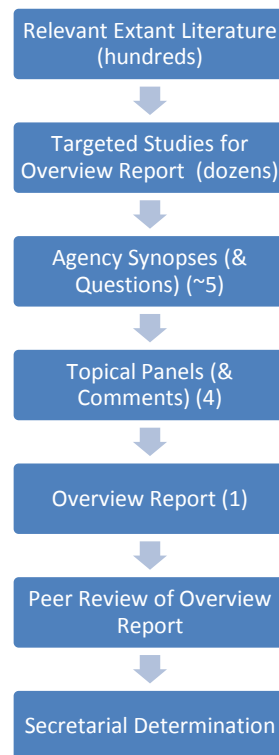 Relevant Extant Literature
(hundreds)
Targeted Studies for
Overview Report (dozens)
Agency Synopses (&
Questions) (~5)
Topical Panels (&
Comments) (4)
Overview Report (1)
Peer Review of Overview
Report
Secretarial Determination